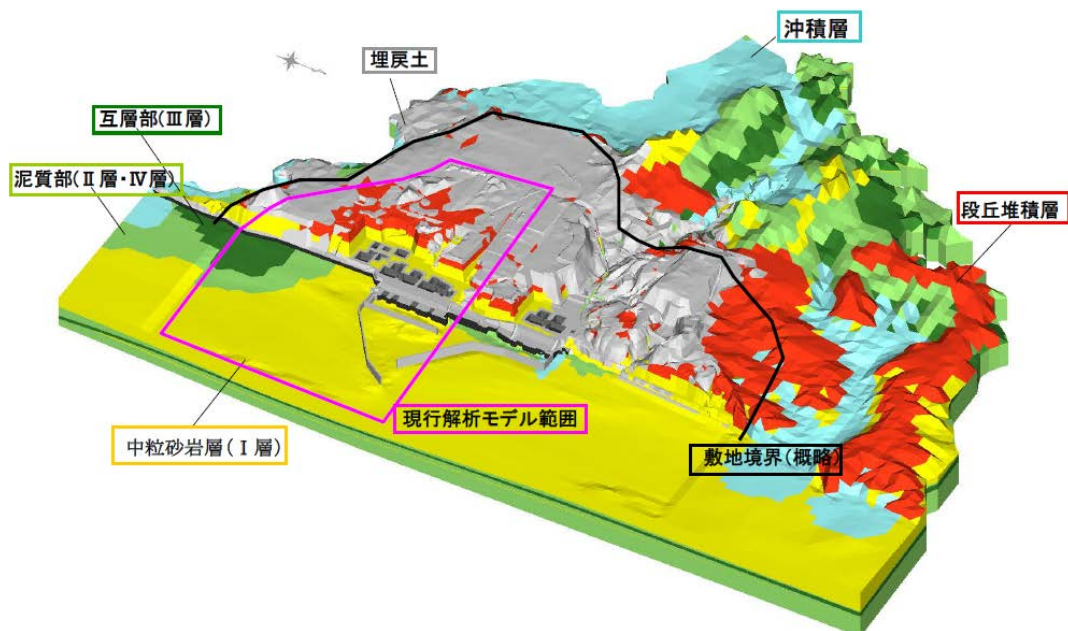 沖積層
埋戻土
互層部(Ⅲ層)
泥質部(Ⅱ層・Ⅳ層)
段丘堆積層
現行解析モデル範囲
中粒砂岩層(Ⅰ層)
敷地境界(概略)